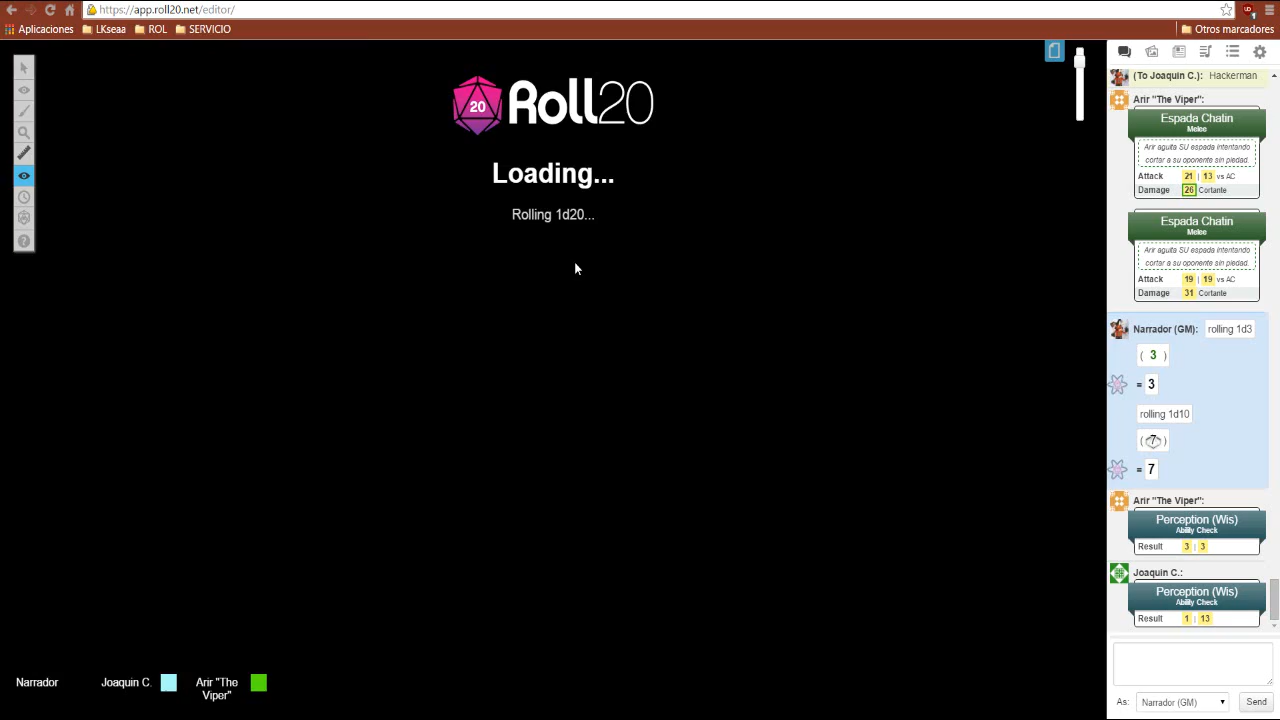 https://app.roll20.net/editor/
Aplicaciones LKseaa ROL SERVICIO Otros marcadores
20 Roll20
Loading...
Rolling 1d20...
(To Joaquin C.): Hackerman
Arir "The Viper":
Espada Chatin
Melee
Arir aguita SU espada intentando
cortar a su oponente sin piedad.
Attack 21 | 13 vs AC
Damage 26 Cortante
Espada Chatin
Melee
Arir aguita SU espada intentando
cortar a su oponente sin piedad.
Attack 19 | 19 vs AC
Damage 31 Cortante
Narrador (GM): rolling 1d3
( 3 )
= 3
rolling 1d10
( 7 )
= 7
Arir "The Viper":
Perception (Wis)
Ability Check
Result 3 | 3
Joaquin C.:
Perception (Wis)
Ability Check
Result 1 | 13
As: Narrador (GM) Send
Narrador Joaquin C. Arir "The
Viper"